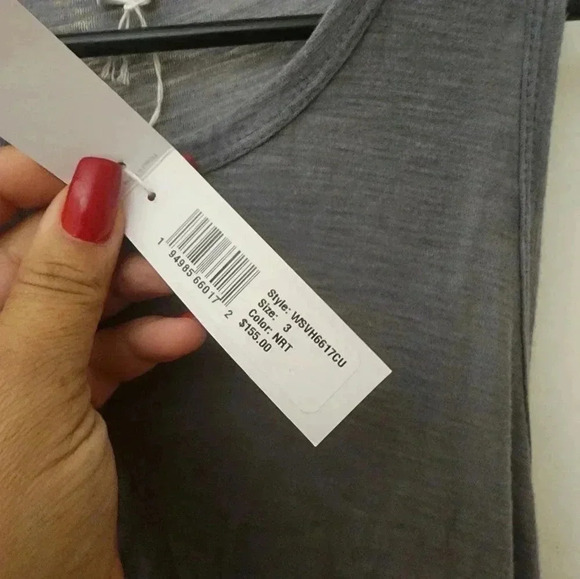 1 94985 66017 2
Style: WSVH6617CU
Size: 3
Color: NRT
$155.00